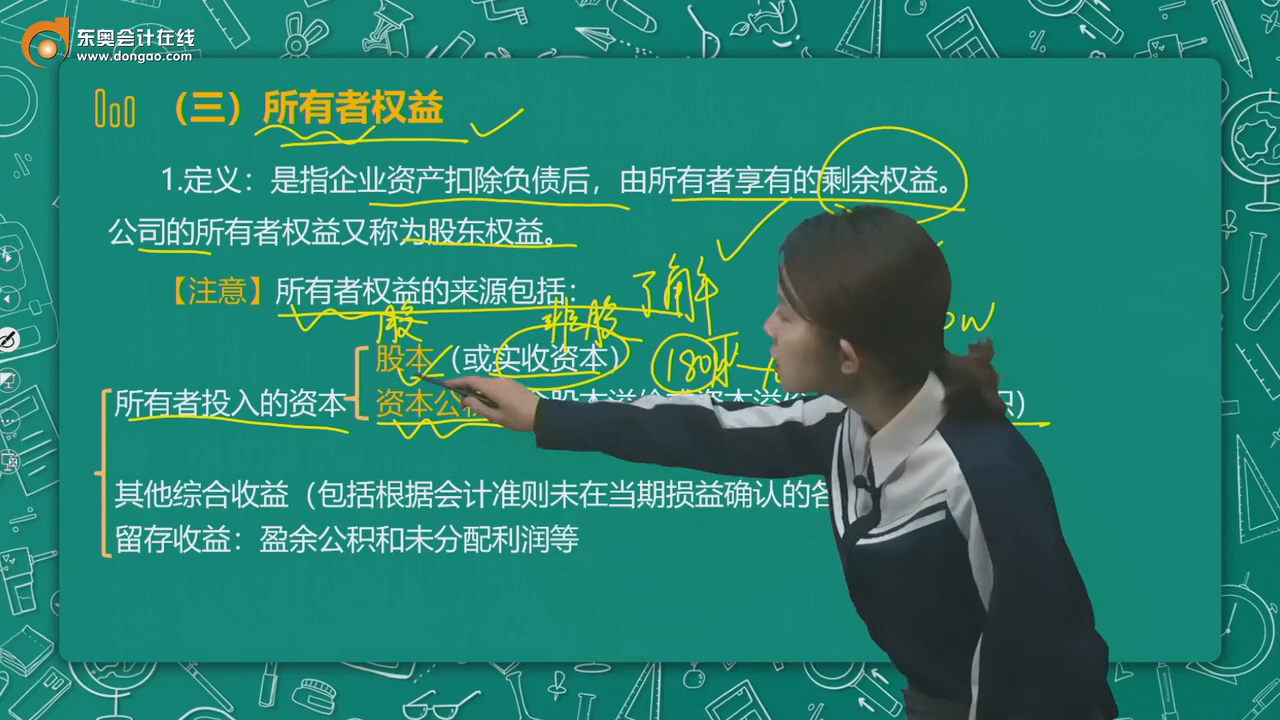 东奥会计在线
www.dongao.com
（三）所有者权益
1.定义：是指企业资产扣除负债后，由所有者享有的剩余权益。
公司的所有者权益又称为股东权益。
【注意】所有者权益的来源包括：
了解
股 非股
股本（或实收资本） 180
所有者投入的资本
资本公
其他综合收益（包括根据会计准则未在当期损益确认的各
留存收益：盈余公积和未分配利润等